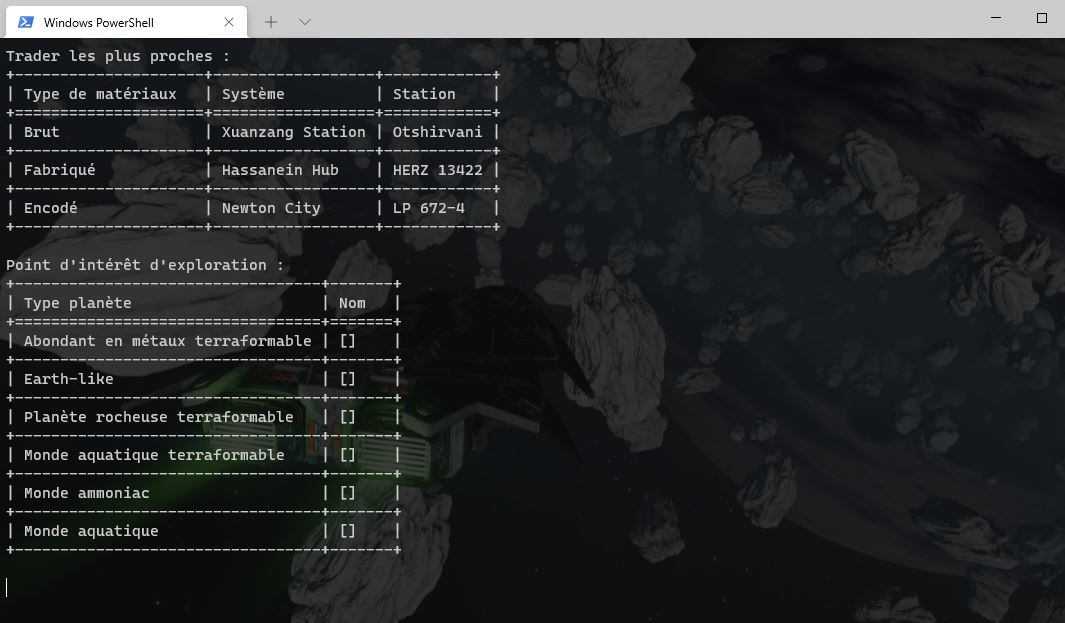 Windows PowerShell
Trader les plus proches :
+---------------------+------------------+------------+
| Type de matériaux   | Système          | Station    |
+=====================+==================+============+
| Brut                | Xuanzang Station | Otshirvani |
+---------------------+------------------+------------+
| Fabriqué            | Hassanein Hub    | HERZ 13422 |
+---------------------+------------------+------------+
| Encodé              | Newton City      | LP 672-4   |
+---------------------+------------------+------------+
Point d'intérêt d'exploration :
+----------------------------------+-------+
| Type planète                     | Nom   |
+==================================+=======+
| Abondant en métaux terraformable | []    |
+----------------------------------+-------+
| Earth-like                       | []    |
+----------------------------------+-------+
| Planète rocheuse terraformable   | []    |
+----------------------------------+-------+
| Monde aquatique terraformable    | []    |
+----------------------------------+-------+
| Monde ammoniac                   | []    |
+----------------------------------+-------+
| Monde aquatique                  | []    |
+----------------------------------+-------+